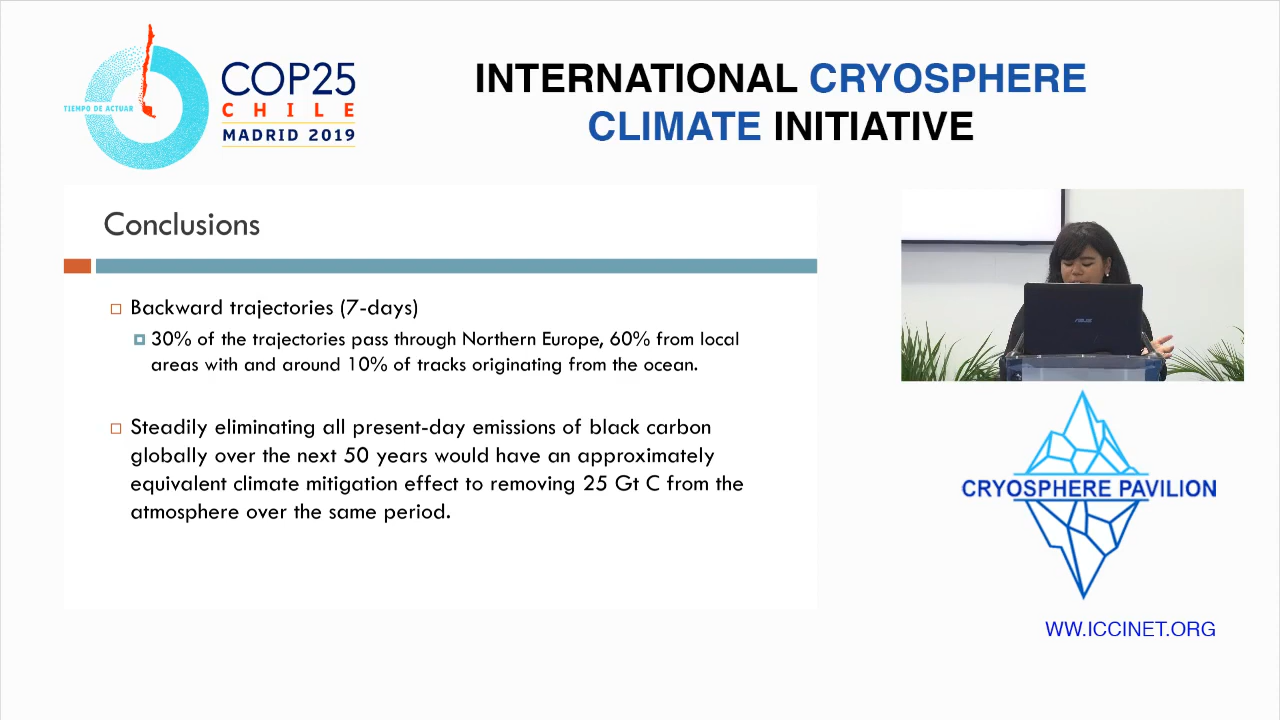 TIEMPO DE ACTUAR
COP25
CHILE
MADRID 2019
INTERNATIONAL CRYOSPHERE
CLIMATE INITIATIVE
Conclusions
Backward trajectories (7-days)
30% of the trajectories pass through Northern Europe, 60% from local
areas with and around 10% of tracks originating from the ocean.
Steadily eliminating all present-day emissions of black carbon
globally over the next 50 years would have an approximately
equivalent climate mitigation effect to removing 25 Gt C from the
atmosphere over the same period.
ASUS
CRYOSPHERE PAVILION
WW.ICCINET.ORG